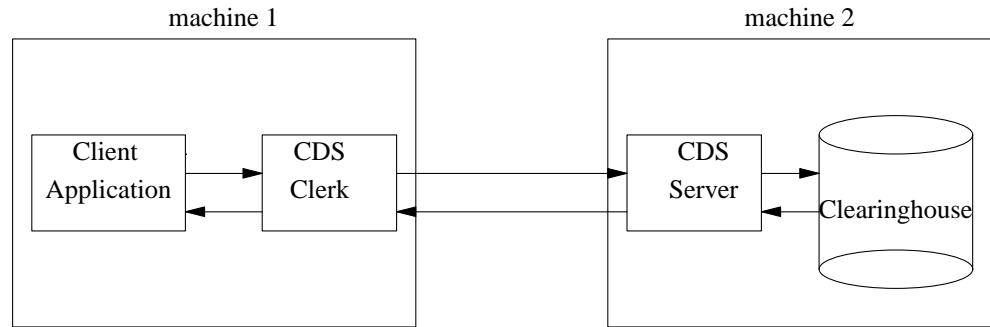 machine 1
machine 2
Client
Application
CDS
Clerk
CDS
Server
Clearinghouse